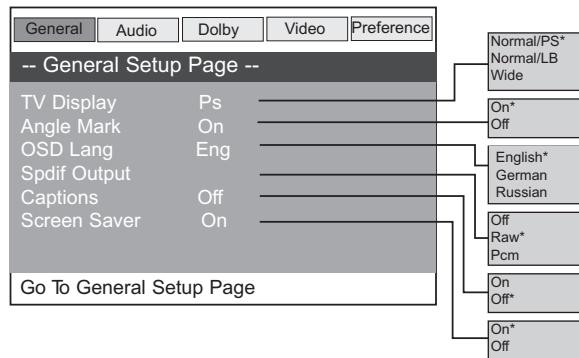 General Audio Dolby Video Preference
-- General Setup Page --
TV Display Ps
Angle Mark On
OSD Lang Eng
Spdif Output
Captions Off
Screen Saver On
Go To General Setup Page
Normal/PS*
Normal/LB
Wide
On*
Off
English*
German
Russian
Off
Raw*
Pcm
On
Off*
On*
Off